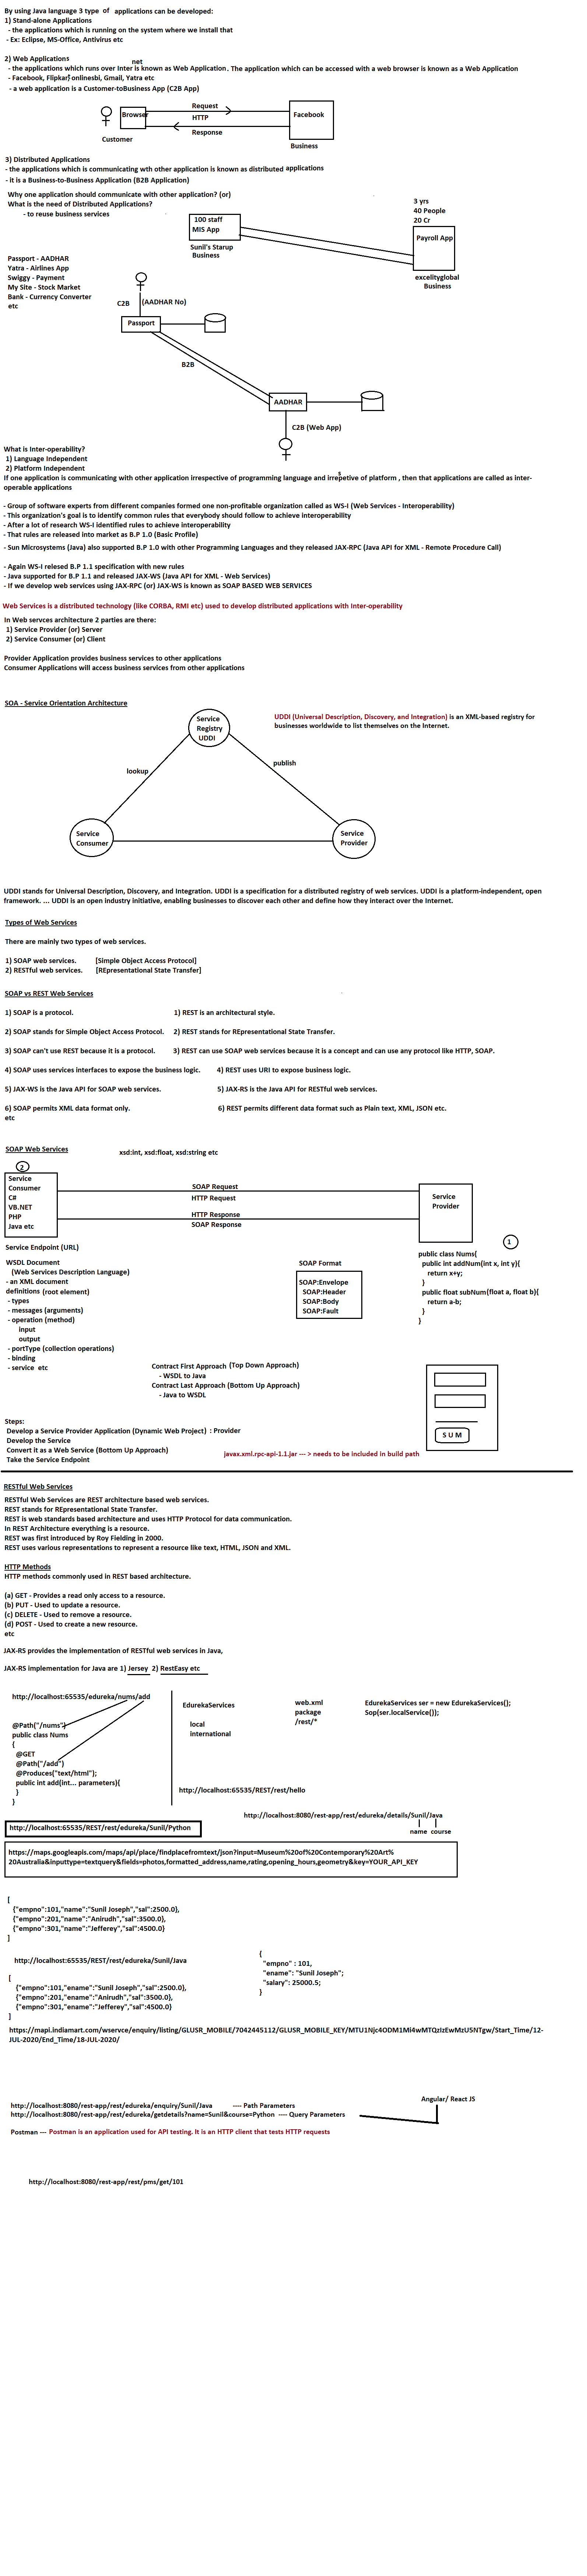 By using Java language 3 type of applications can be developed:
1) Stand-alone Applications
- the applications which is running on the system where we install that
- Ex: Eclipse, MS-Office, Antivirus etc
2) Web Applications
net
- the applications which runs over Inter is known as Web Application. The application which can be accessed with a web browser is known as a Web Application
- Facebook, Flipkart, onlinesbi, Gmail, Yatra etc
- a web application is a Customer-toBusiness App (C2B App)
Request
Browser
HTTP
Facebook
Response
Customer
Business
3) Distributed Applications
- the applications which is communicating wth other application is known as distributed applications
- it is a Business-to-Business Application (B2B Application)
Why one application should communicate with other application? (or)
What is the need of Distributed Applications?
- to reuse business services
3 yrs
40 People
20 Cr
100 staff
MIS App
Payroll App
Sunil's Starup
Business
excelityglobal
Business
Passport - AADHAR
Yatra - Airlines App
Swiggy - Payment
My Site - Stock Market
Bank - Currency Converter
etc
C2B
(AADHAR No)
Passport
B2B
AADHAR
C2B (Web App)
What is Inter-operability?
1) Language Independent
2) Platform Independent
s
If one application is communicating with other application irrespective of programming language and irrepetive of platform , then that applications are called as inter-
operable applications
- Group of software experts from different companies formed one non-profitable organization called as WS-I (Web Services - Interoperability)
- This organization's goal is to identify common rules that everybody should follow to achieve interoperability
- After a lot of research WS-I identified rules to achieve interoperability
- That rules are released into market as B.P 1.0 (Basic Profile)
- Sun Microsystems (Java) also supported B.P 1.0 with other Programming Languages and they released JAX-RPC (Java API for XML - Remote Procedure Call)
- Again WS-I relesed B.P 1.1 specification with new rules
- Java supported for B.P 1.1 and released JAX-WS (Java API for XML - Web Services)
- If we develop web services using JAX-RPC (or) JAX-WS is known as SOAP BASED WEB SERVICES
Web Services is a distributed technology (like CORBA, RMI etc) used to develop distributed applications with Inter-operability
In Web servces architecture 2 parties are there:
1) Service Provider (or) Server
2) Service Consumer (or) Client
Provider Application provides business services to other applications
Consumer Applications will access business services from other applications
SOA - Service Orientation Architecture
Service
Registry
UDDI
UDDI (Universal Description, Discovery, and Integration) is an XML-based registry for
businesses worldwide to list themselves on the Internet.
lookup
publish
Service
Consumer
Service
Provider
UDDI stands for Universal Description, Discovery, and Integration. UDDI is a specification for a distributed registry of web services. UDDI is a platform-independent, open
framework. ... UDDI is an open industry initiative, enabling businesses to discover each other and define how they interact over the Internet.
Types of Web Services
There are mainly two types of web services.
1) SOAP web services. [Simple Object Access Protocol]
2) RESTful web services. [REpresentational State Transfer]
SOAP vs REST Web Services
1) SOAP is a protocol. 1) REST is an architectural style.
2) SOAP stands for Simple Object Access Protocol. 2) REST stands for REpresentational State Transfer.
3) SOAP can't use REST because it is a protocol. 3) REST can use SOAP web services because it is a concept and can use any protocol like HTTP, SOAP.
4) SOAP uses services interfaces to expose the business logic. 4) REST uses URI to expose business logic.
5) JAX-WS is the Java API for SOAP web services. 5) JAX-RS is the Java API for RESTful web services.
6) SOAP permits XML data format only. 6) REST permits different data format such as Plain text, XML, JSON etc.
etc
SOAP Web Services
xsd:int, xsd:float, xsd:string etc
2
Service
Consumer
C#
VB.NET
PHP
Java etc
SOAP Request
HTTP Request
HTTP Response
SOAP Response
Service
Provider
1
Service Endpoint (URL)
WSDL Document
(Web Services Description Language)
- an XML document
definitions (root element)
- types
- messages (arguments)
- operation (method)
input
output
- portType (collection operations)
- binding
- service etc
SOAP Format
SOAP:Envelope
SOAP:Header
SOAP:Body
SOAP:Fault
public class Nums{
public int addNum(int x, int y){
return x+y;
}
public float subNum(float a, float b){
return a-b;
}
}
Contract First Approach (Top Down Approach)
- WSDL to Java
Contract Last Approach (Bottom Up Approach)
- Java to WSDL
S U M
Steps:
Develop a Service Provider Application (Dynamic Web Project) : Provider
Develop the Service
Convert it as a Web Service (Bottom Up Approach)
Take the Service Endpoint
javax.xml.rpc-api-1.1.jar --- > needs to be included in build path
RESTful Web Services
RESTful Web Services are REST architecture based web services.
REST stands for REpresentational State Transfer.
REST is web standards based architecture and uses HTTP Protocol for data communication.
In REST Architecture everything is a resource.
REST was first introduced by Roy Fielding in 2000.
REST uses various representations to represent a resource like text, HTML, JSON and XML.
HTTP Methods
HTTP methods commonly used in REST based architecture.
(a) GET - Provides a read only access to a resource.
(b) PUT - Used to update a resource.
(c) DELETE - Used to remove a resource.
(d) POST - Used to create a new resource.
etc
JAX-RS provides the implementation of RESTful web services in Java,
JAX-RS implementation for Java are 1) Jersey 2) RestEasy etc
http://localhost:65535/edureka/nums/add
@Path("/nums")
public class Nums
{
@GET
@Path("/add")
@Produces("text/html");
public int add(int... parameters){
}
}
EdurekaServices
local
international
web.xml
package
/rest/*
EdurekaServices ser = new EdurekaServices();
Sop(ser.localService());
http://localhost:65535/REST/rest/hello
http://localhost:8080/rest-app/rest/edureka/details/Sunil/Java
name course
http://localhost:65535/REST/rest/edureka/Sunil/Python
https://maps.googleapis.com/maps/api/place/findplacefromtext/json?input=Museum%20of%20Contemporary%20Art%
20Australia&inputtype=textquery&fields=photos,formatted_address,name,rating,opening_hours,geometry&key=YOUR_API_KEY
[
{"empno":101,"name":"Sunil Joseph","sal":2500.0},
{"empno":201,"name":"Anirudh","sal":3500.0},
{"empno":301,"name":"Jefferey","sal":4500.0}
]
http://localhost:65535/REST/rest/edureka/Sunil/Java
[
{"empno":101,"ename":"Sunil Joseph","sal":2500.0},
{"empno":201,"ename":"Anirudh","sal":3500.0},
{"empno":301,"ename":"Jefferey","sal":4500.0}
]
{
"empno" : 101,
"ename": "Sunil Joseph";
"salary": 25000.5;
}
https://mapi.indiamart.com/wservce/enquiry/listing/GLUSR_MOBILE/7042445112/GLUSR_MOBILE_KEY/MTU1Njc4ODM1Mi4wMTQzIzEwMzU5NTgw/Start_Time/12-
JUL-2020/End_Time/18-JUL-2020/
Angular/ React JS
http://localhost:8080/rest-app/rest/edureka/enquiry/Sunil/Java ---- Path Parameters
http://localhost:8080/rest-app/rest/edureka/getdetails?name=Sunil&course=Python ---- Query Parameters
Postman --- Postman is an application used for API testing. It is an HTTP client that tests HTTP requests
http://localhost:8080/rest-app/rest/pms/get/101